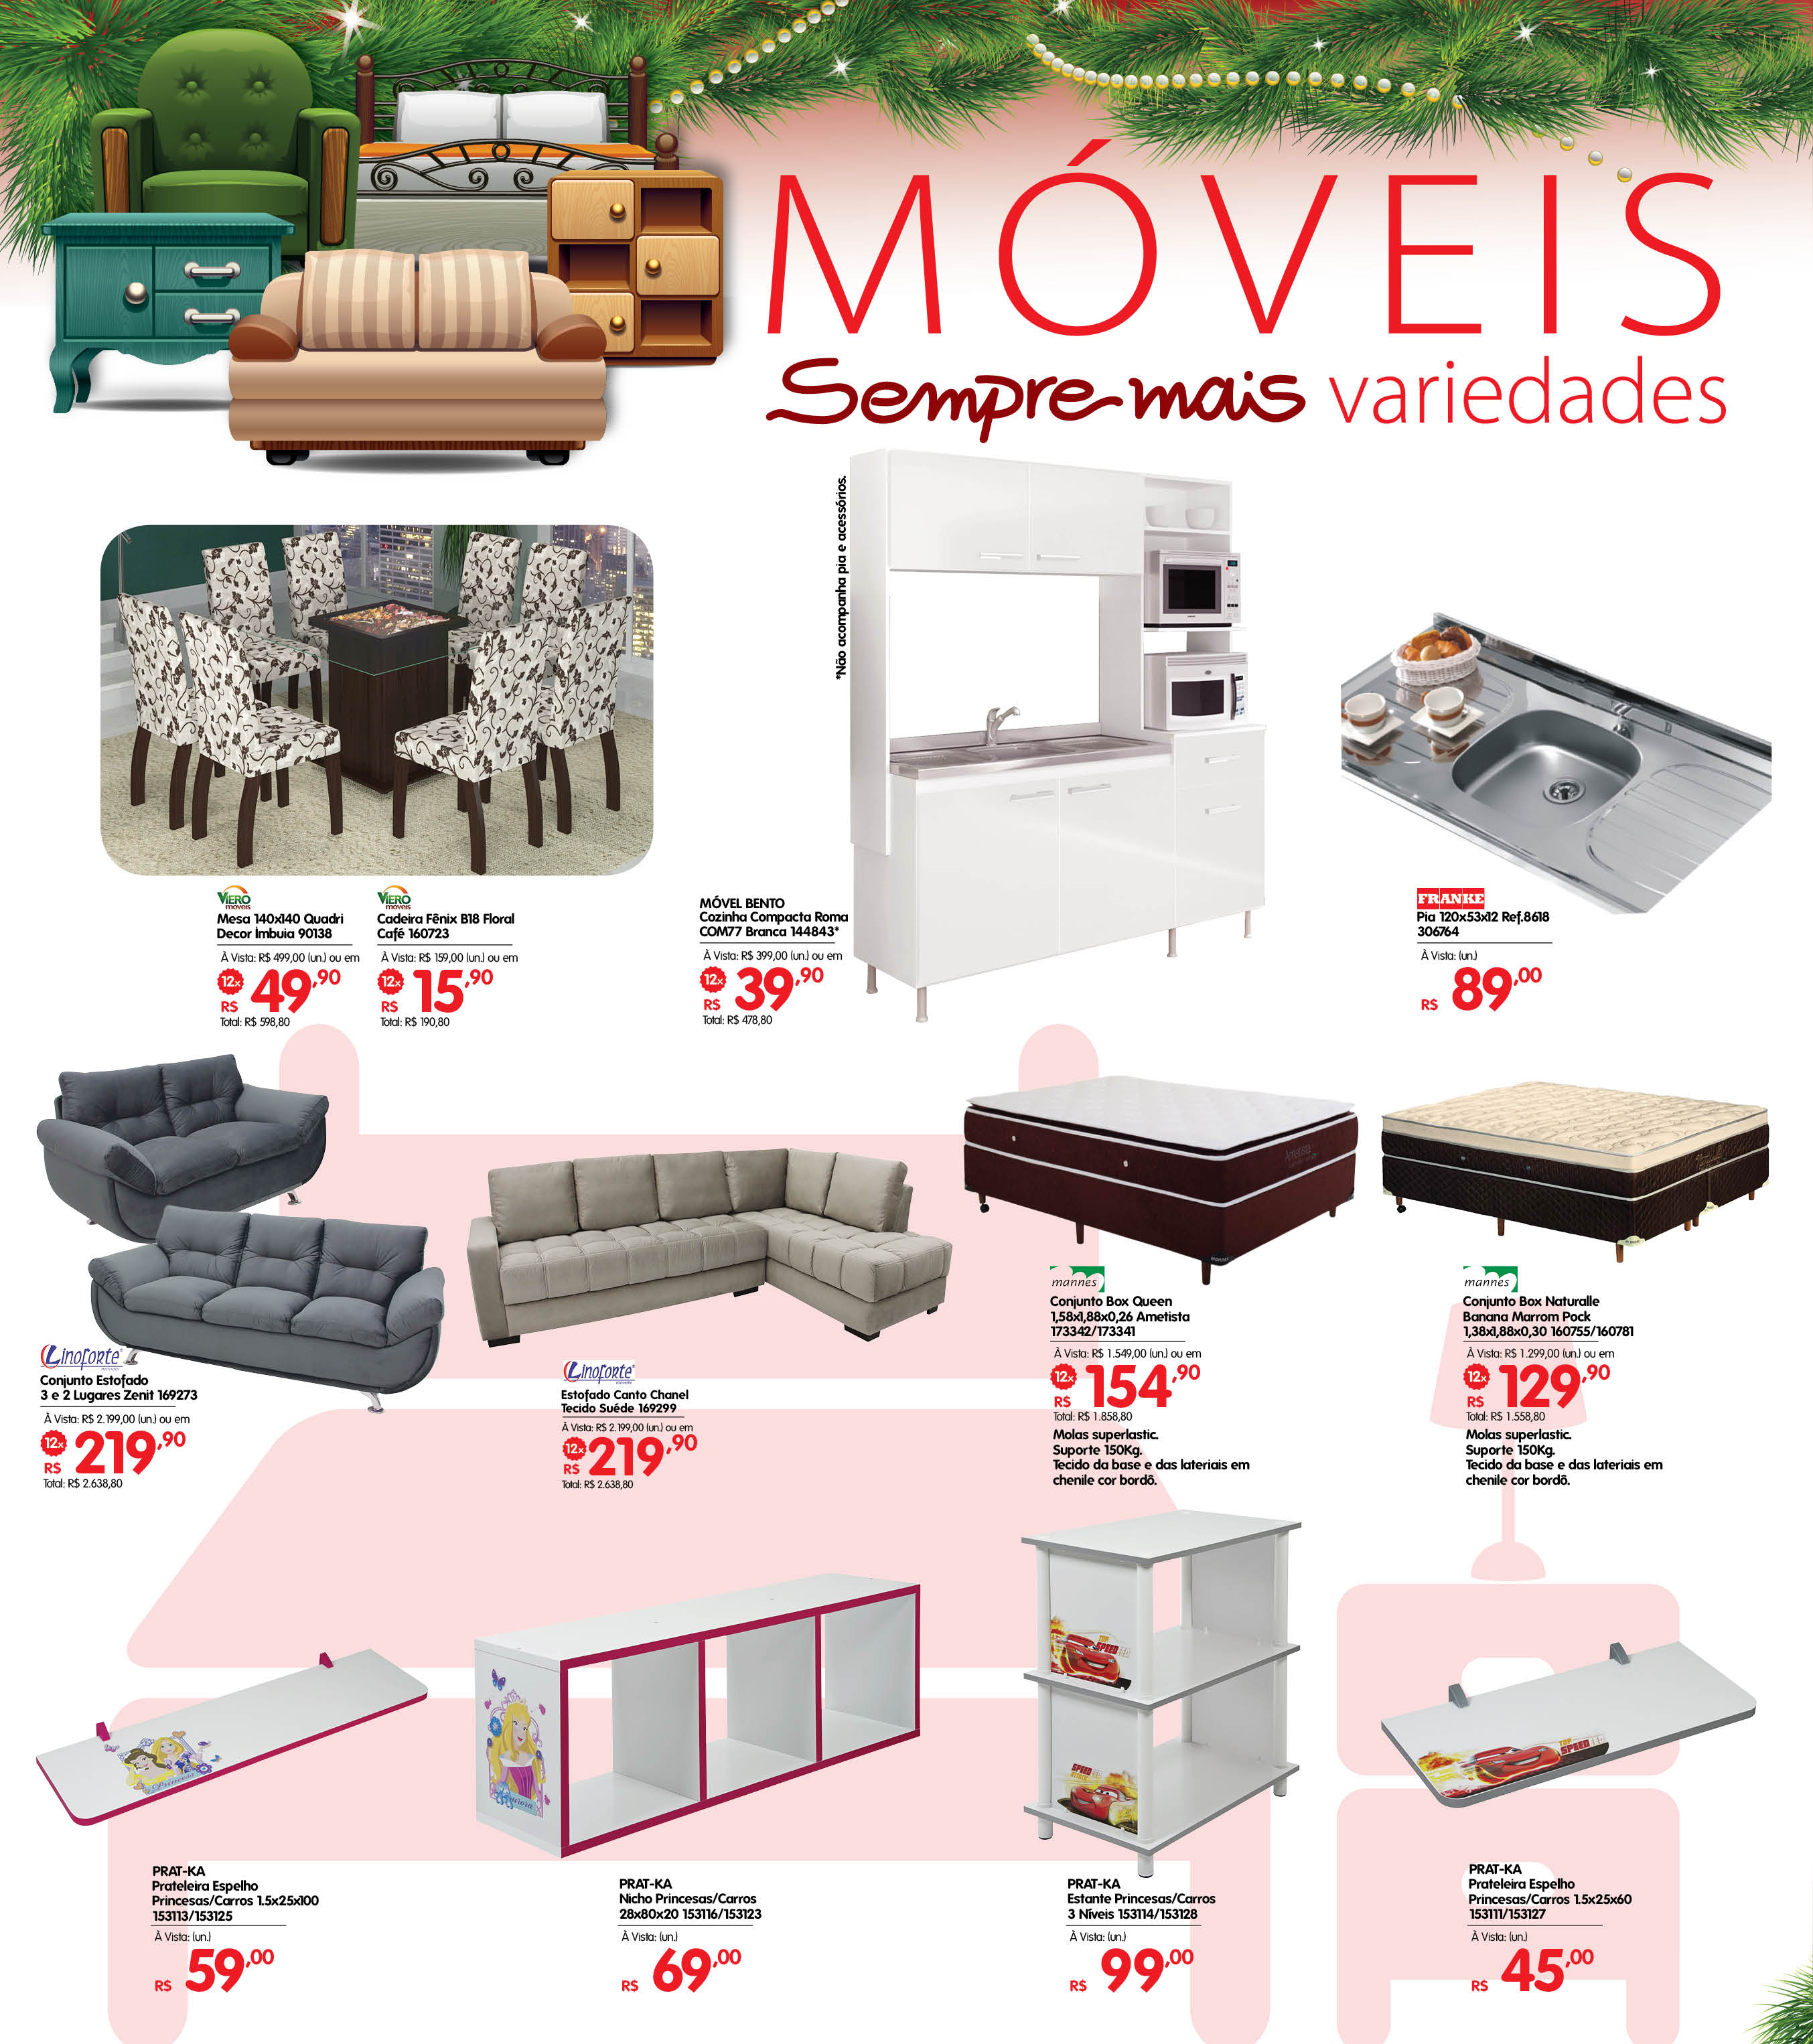 MÓVEIS
Sempre mais variedades
*Não acompanha pia e acessórios.
VIERO
móveis
Mesa 140x140 Quadri
Decor Ímbuia 90138
À Vista: R$ 499,00 (un.) ou em
12x
R$ 49,90
Total: R$ 598,80
VIERO
móveis
Cadeira Fênix B18 Floral
Café 160723
À Vista: R$ 159,00 (un.) ou em
12x
R$ 15,90
Total: R$ 190,80
MÓVEL BENTO
Cozinha Compacta Roma
COM77 Branca 144843*
À Vista: R$ 399,00 (un.) ou em
12x
R$ 39,90
Total: R$ 478,80
FRANKE
Pia 120x53x12 Ref.8618
306764
À Vista: (un.)
R$ 89,00
Linoforte
Conjunto Estofado
3 e 2 Lugares Zenit 169273
À Vista: R$ 2.199,00 (un.) ou em
12x
R$ 219,90
Total: R$ 2.638,80
Linoforte
Estofado Canto Chanel
Tecido Suéde 169299
À Vista: R$ 2.199,00 (un.) ou em
12x
R$ 219,90
Total: R$ 2.638,80
Ametista
mannes
mannes
Conjunto Box Queen
1,58x1,88x0,26 Ametista
173342/173341
À Vista: R$ 1.549,00 (un.) ou em
12x
R$ 154,90
Total: R$ 1.858,80
Molas superlastic.
Suporte 150Kg.
Tecido da base e das lateriais em
chenile cor bordô.
mannes
Conjunto Box Naturalle
Banana Marrom Pock
1,38x1,88x0,30 160755/160781
À Vista: R$ 1.299,00 (un.) ou em
12x
R$ 129,90
Total: R$ 1.558,80
Molas superlastic.
Suporte 150Kg.
Tecido da base e das lateriais em
chenile cor bordô.
Princesas
Aurora
TOP
SPEED
SPEED
TOP
SPEED
PRAT-KA
Prateleira Espelho
Princesas/Carros 1.5x25x100
153113/153125
À Vista: (un.)
R$ 59,00
PRAT-KA
Nicho Princesas/Carros
28x80x20 153116/153123
À Vista: (un.)
R$ 69,00
PRAT-KA
Estante Princesas/Carros
3 Níveis 153114/153128
À Vista: (un.)
R$ 99,00
PRAT-KA
Prateleira Espelho
Princesas/Carros 1.5x25x60
153111/153127
À Vista: (un.)
R$ 45,00